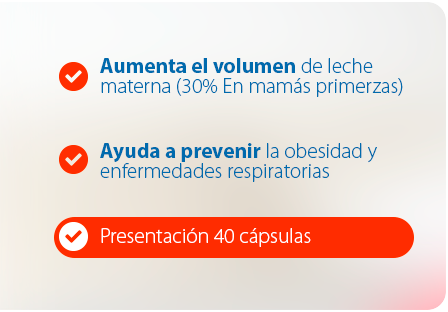 Aumenta el volumen de leche
materna (30% En mamás primerzas)
Ayuda a prevenir la obesidad y
enfermedades respiratorias
Presentación 40 cápsulas